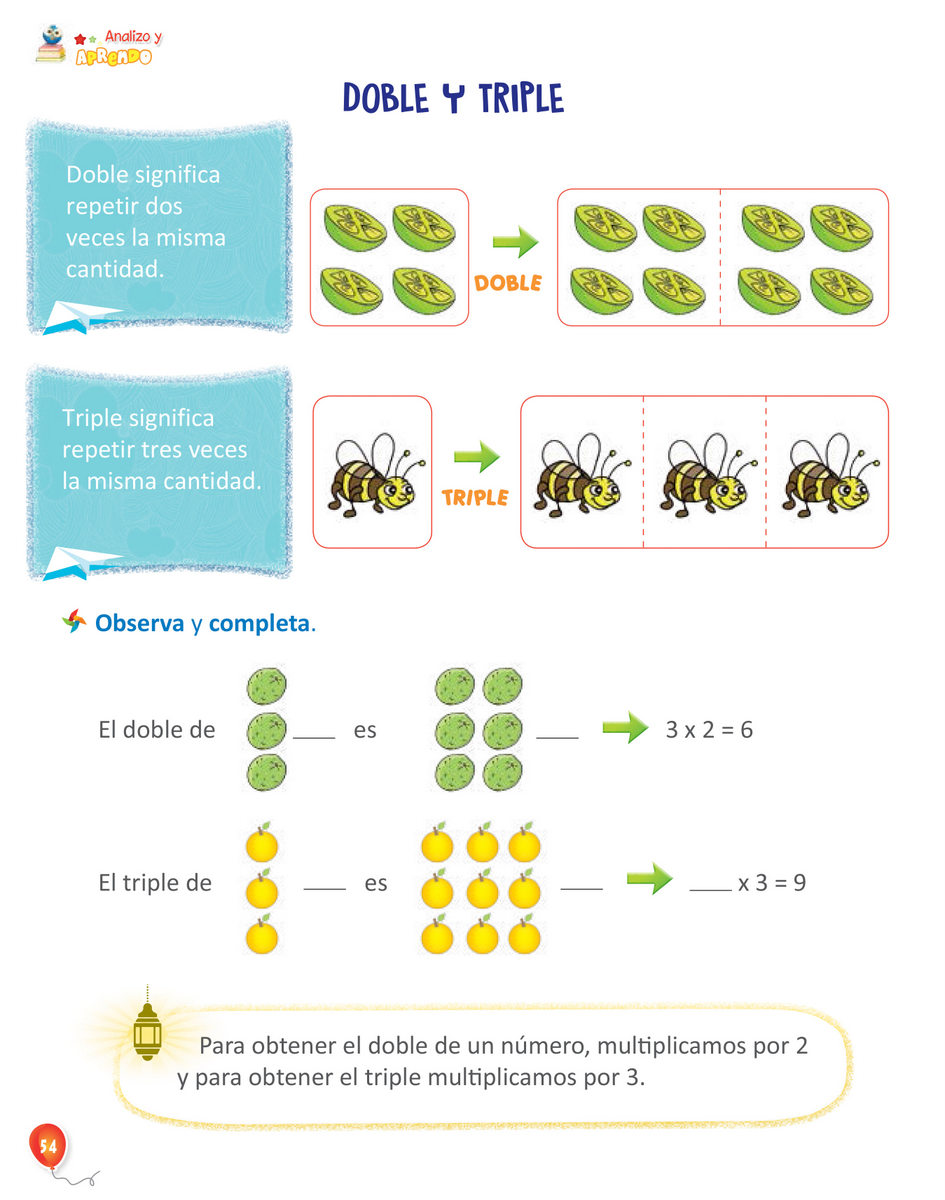 Analizo y
APRENDO
DOBLE Y TRIPLE
Doble significa
repetir dos
veces la misma
cantidad.
DOBLE
Triple significa
repetir tres veces
la misma cantidad.
TRIPLE
Observa y completa.
El doble de ____ es ____ 3 x 2 = 6
El triple de ____ es ____ ____ x 3 = 9
Para obtener el doble de un número, multiplicamos por 2
y para obtener el triple multiplicamos por 3.
54